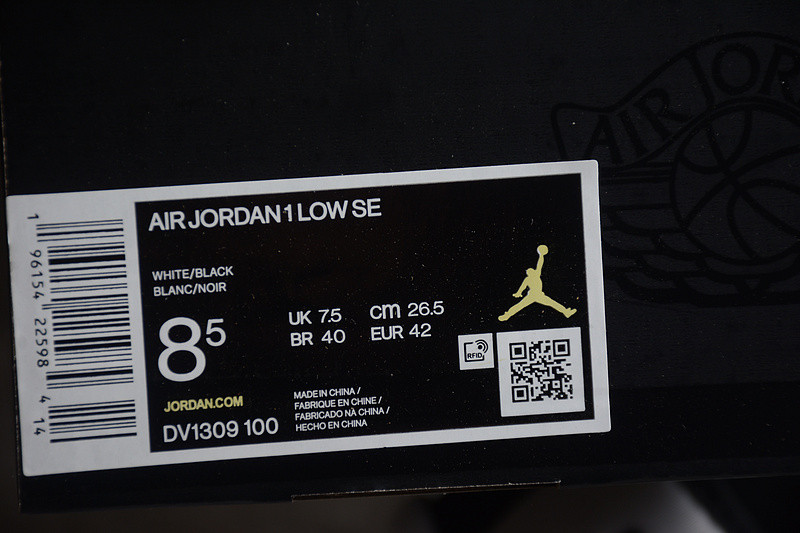 AIR JORDAN
AIR JORDAN 1 LOW SE
WHITE/BLACK
BLANC/NOIR
8 5
UK 7.5
cm 26.5
BR 40
EUR 42
RFID
JORDAN.COM
DV1309 100
MADE IN CHINA /
FABRIQUE EN CHINE /
FABRICADO NA CHINA /
HECHO EN CHINA
1 96154 22598 4 14